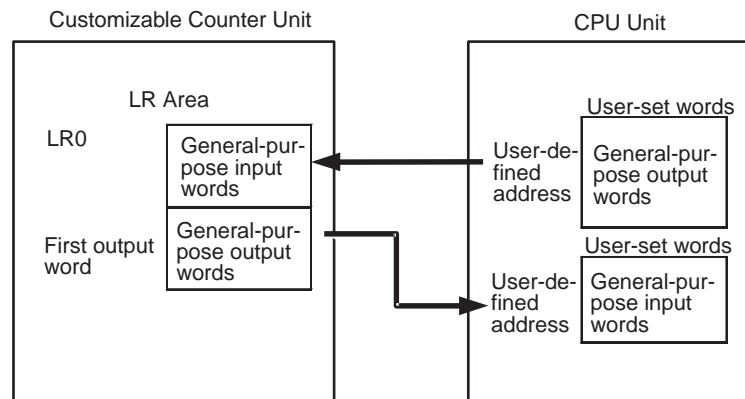 Customizable Counter Unit
CPU Unit
LR Area
LR0
General-pur-
pose input
words
General-pur-
pose output
words
First output
word
User-set words
User-de-
fined
address
General-pur-
pose output
words
User-set words
User-de-
fined
address
General-pur-
pose input
words